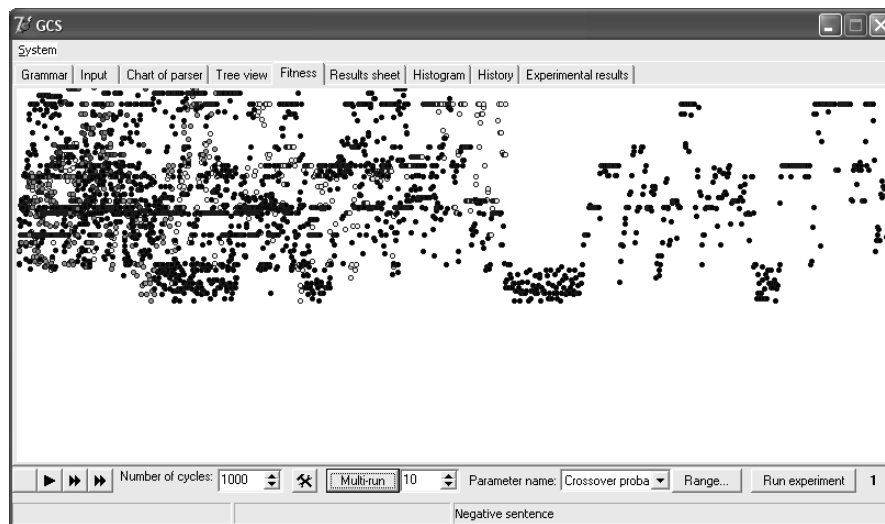 GCS
System
Grammar Input Chart of parser Tree view Fitness Results sheet Histogram History Experimental results
Number of cycles: 1000 Multi-run 10 Parameter name: Crossover proba Range... Run experiment 1
Negative sentence